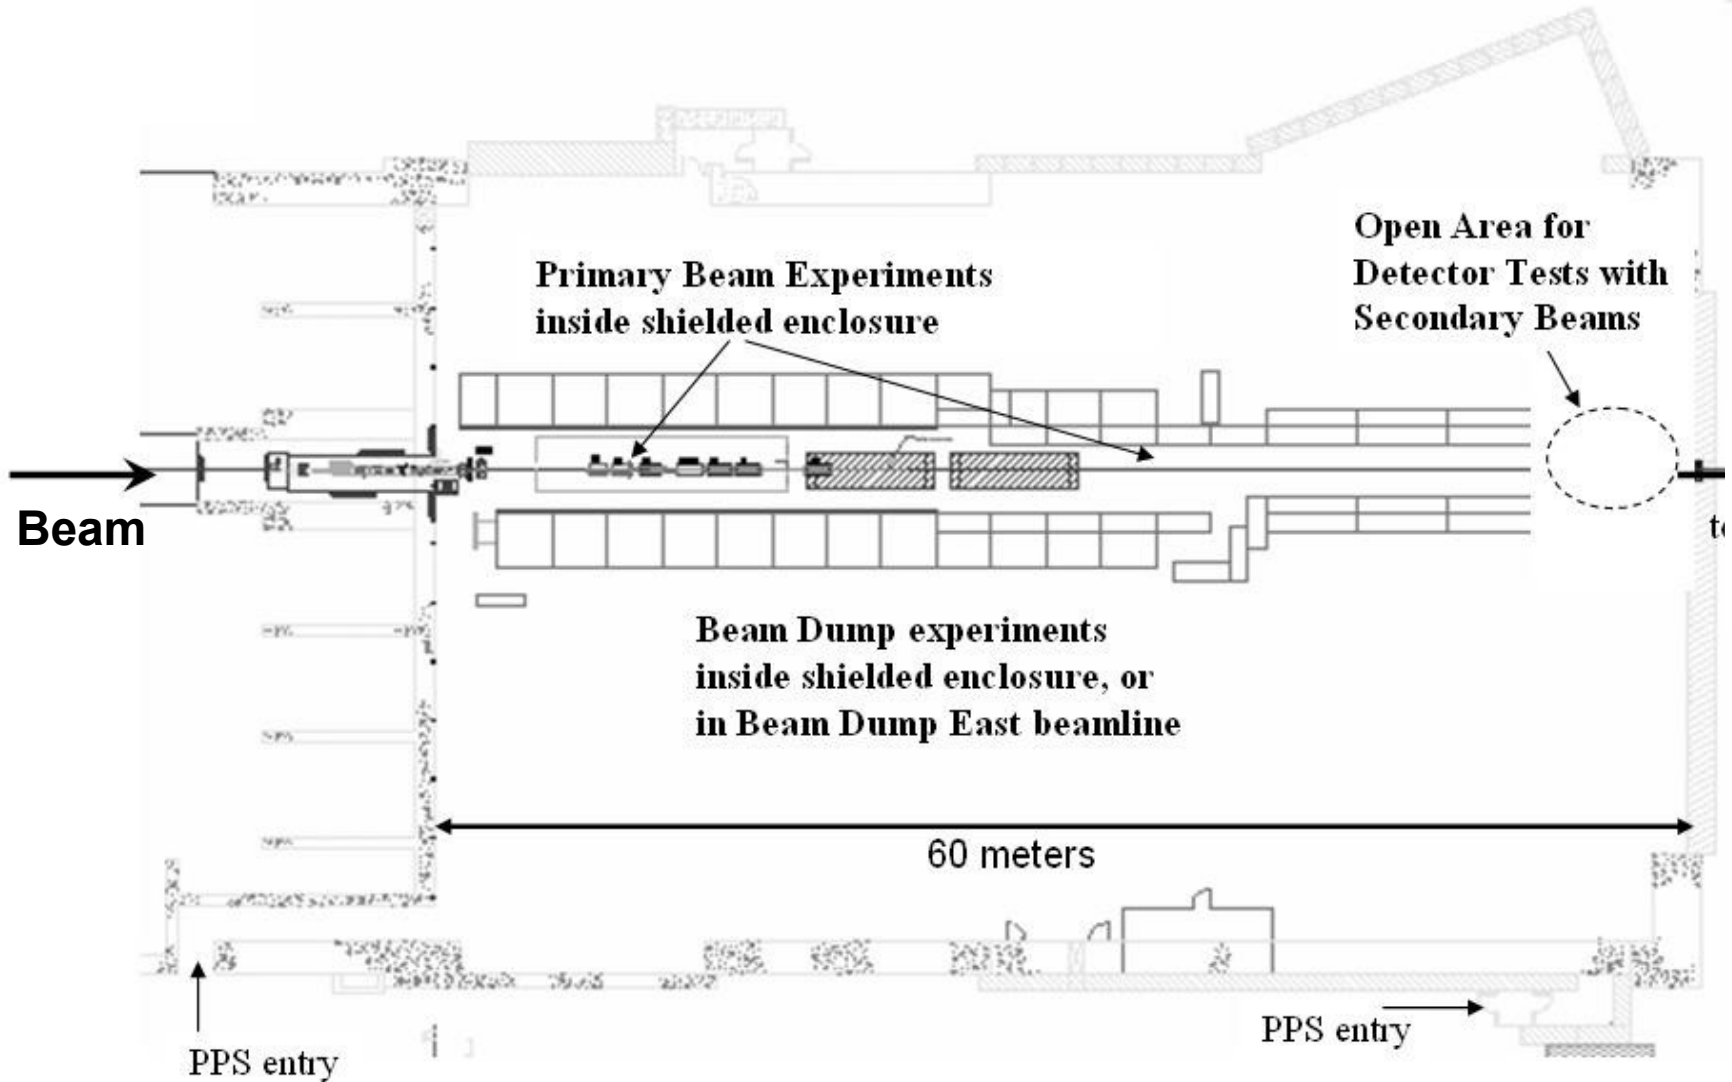 Open Area for
Detector Tests with
Secondary Beams
Primary Beam Experiments
inside shielded enclosure
Beam
Beam Dump experiments
inside shielded enclosure, or
in Beam Dump East beamline
60 meters
PPS entry
PPS entry